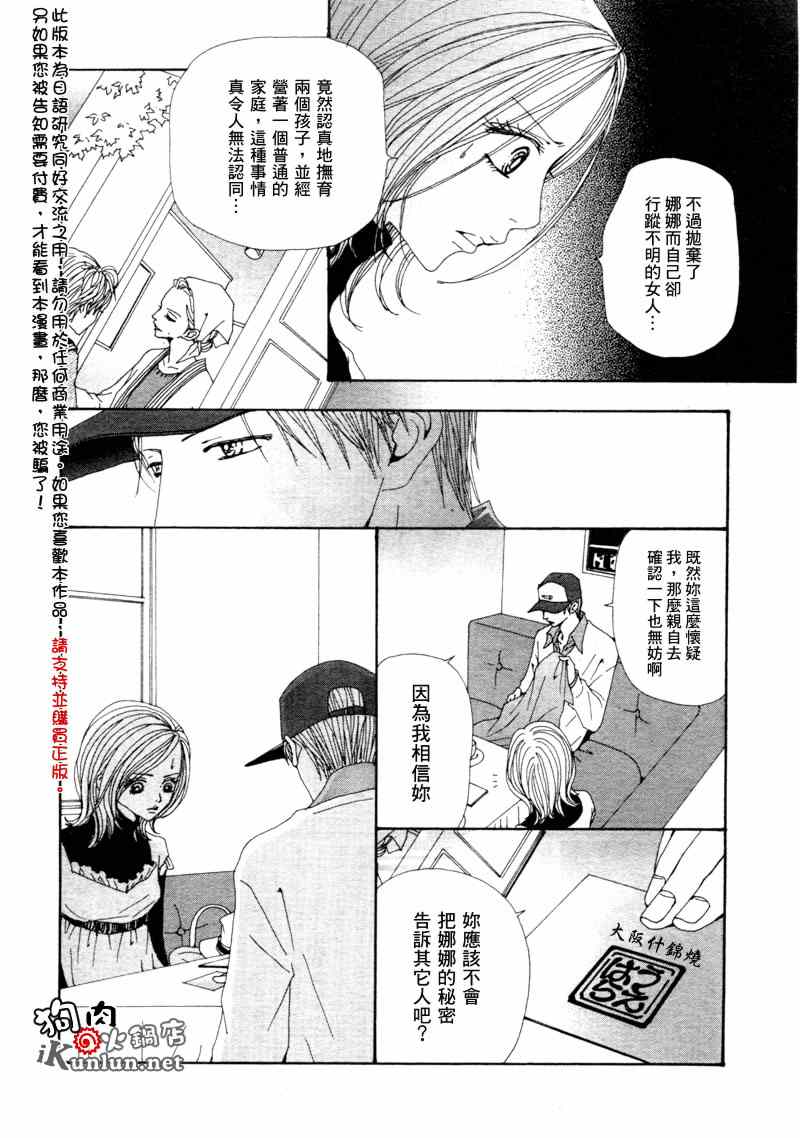 不過拋棄了
娜娜而自己卻
行蹤不明的女人…
竟然認真地撫育
兩個孩子，並經
營著一個普通的
家庭，這種事情
真令人無法認同…
既然妳這麼懷疑
我，那麼親自去
確認一下也無妨啊
因為我相信妳
大阪什錦燒
妳應該不會
把娜娜的秘密
告訴其它人吧？
此版本為日語研究同好交流之用，請勿用於任何商業用途。如果您喜歡本作品，請支持並購買正版。
另如果您被告知需要付費，才能看到本漫畫，那麼，您被騙了！
狗肉火鍋店
iKunlun.net